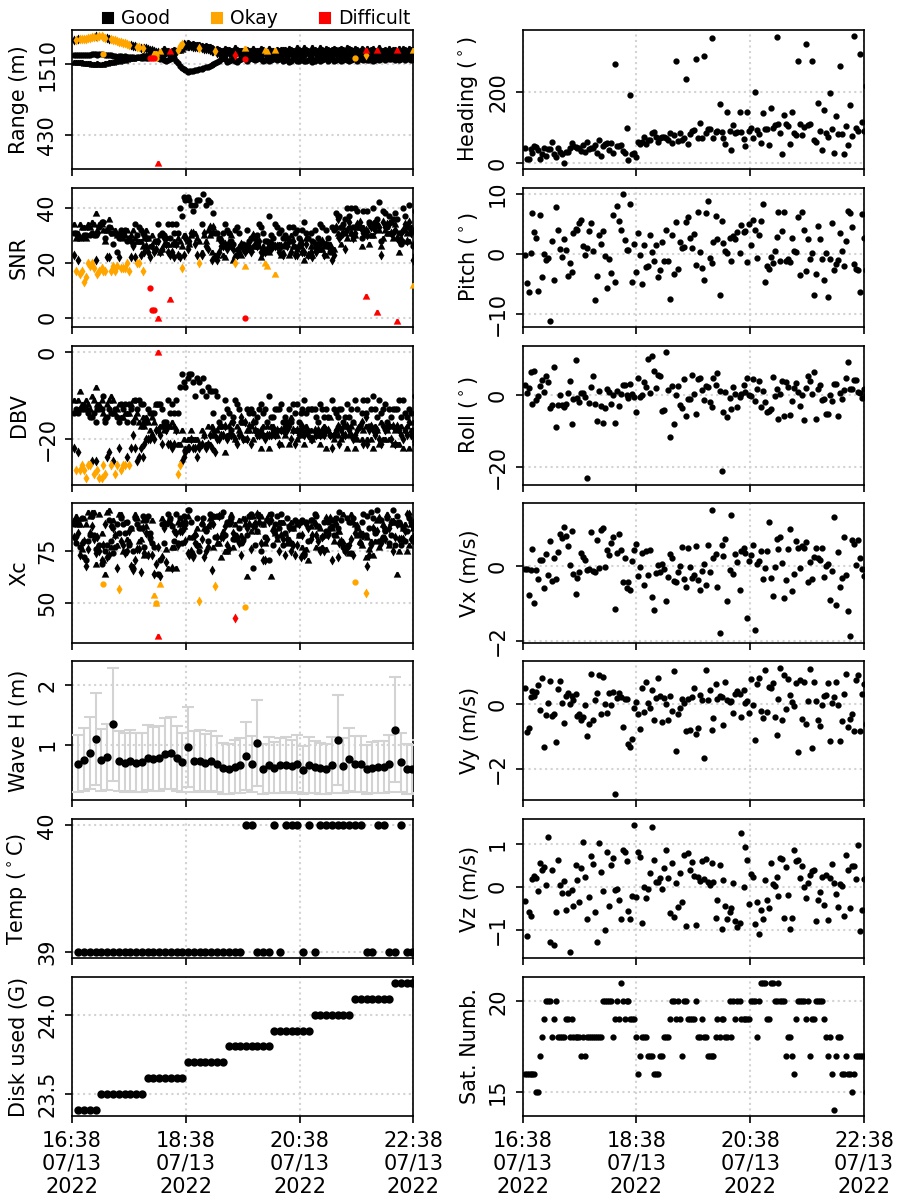 Good Okay Difficult
Range (m)
1510
430
Heading (°)
200
0
SNR
40
20
0
Pitch (°)
10
0
−10
DBV
0
−20
Roll (°)
0
−20
Xc
75
50
Vx (m/s)
0
−2
Wave H (m)
2
1
Vy (m/s)
0
−2
Temp (°C)
40
39
Vz (m/s)
1
0
−1
Disk used (G)
24.0
23.5
Sat. Numb.
20
15
16:38 18:38 20:38 22:38 16:38 18:38 20:38 22:38
07/13 07/13 07/13 07/13 07/13 07/13 07/13 07/13
2022 2022 2022 2022 2022 2022 2022 2022